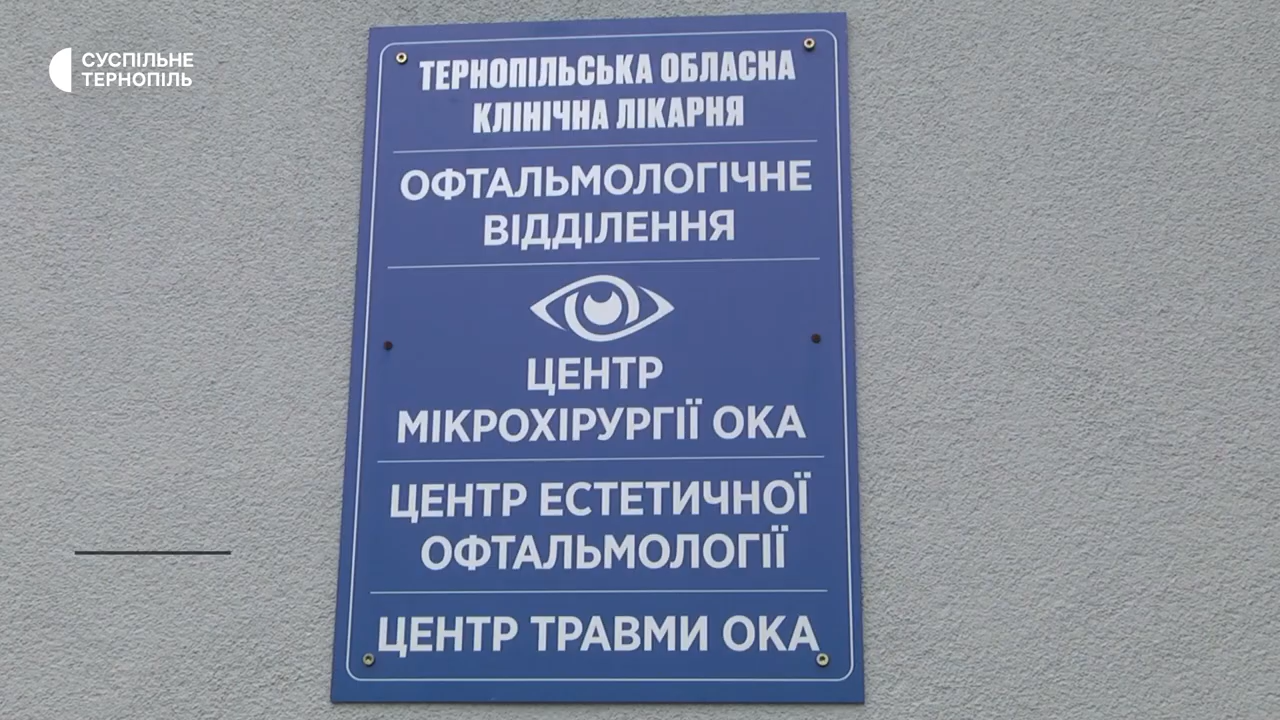 СУСПІЛЬНЕ
ТЕРНОПІЛЬ
ТЕРНОПІЛЬСЬКА ОБЛАСНА
КЛІНІЧНА ЛІКАРНЯ
ОФТАЛЬМОЛОГІЧНЕ
ВІДДІЛЕННЯ
ЦЕНТР
МІКРОХІРУРГІЇ ОКА
ЦЕНТР ЕСТЕТИЧНОЇ
ОФТАЛЬМОЛОГІЇ
ЦЕНТР ТРАВМИ ОКА